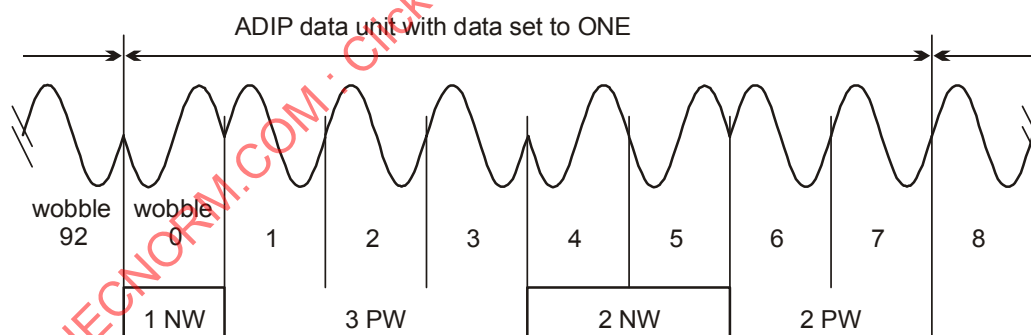 ADIP data unit with data set to ONE
wobble 92 wobble 0 1 2 3 4 5 6 7 8
1 NW 3 PW 2 NW 2 PW
ECNORM.COM : Click